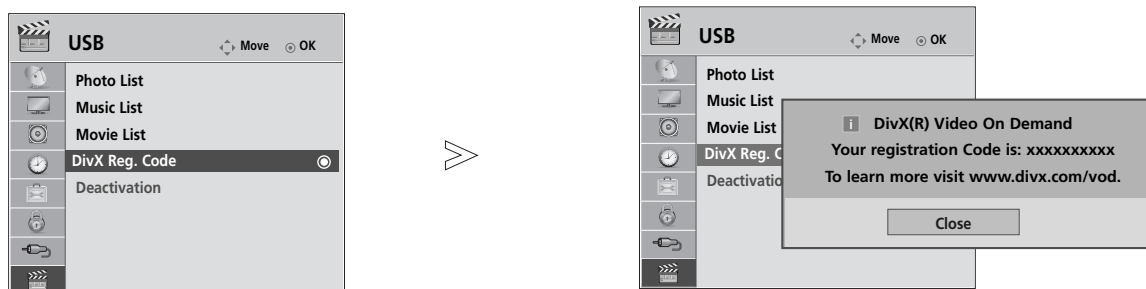 USB
Move
OK
Photo List
Music List
Movie List
DivX Reg. Code
Deactivation
USB
Move
OK
Photo List
Music List
Movie List
DivX Reg. C
Deactivatio
i DivX(R) Video On Demand
Your registration Code is: xxxxxxxxxx
To learn more visit www.divx.com/vod.
Close